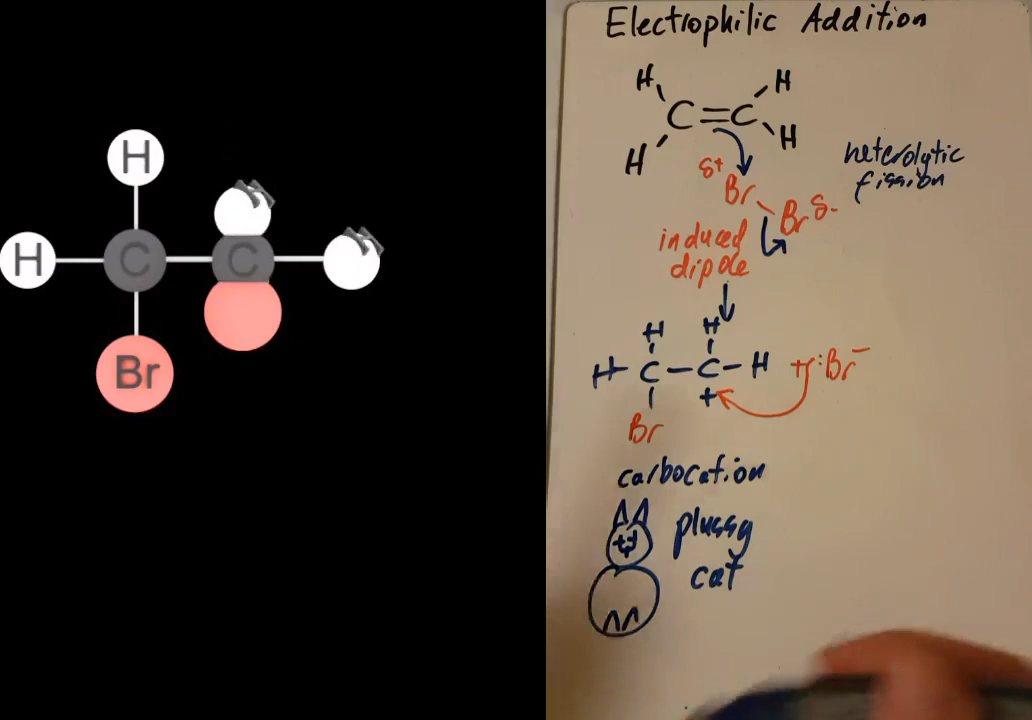 H
H
C
C
Br
Electrophilic Addition
H
H
C=C
H
H
δ+
Br
Br δ-
heterolytic
fission
induced
dipole
H
H
H-C-C-H
+
:Br-
Br
carbocation
plussy
cat